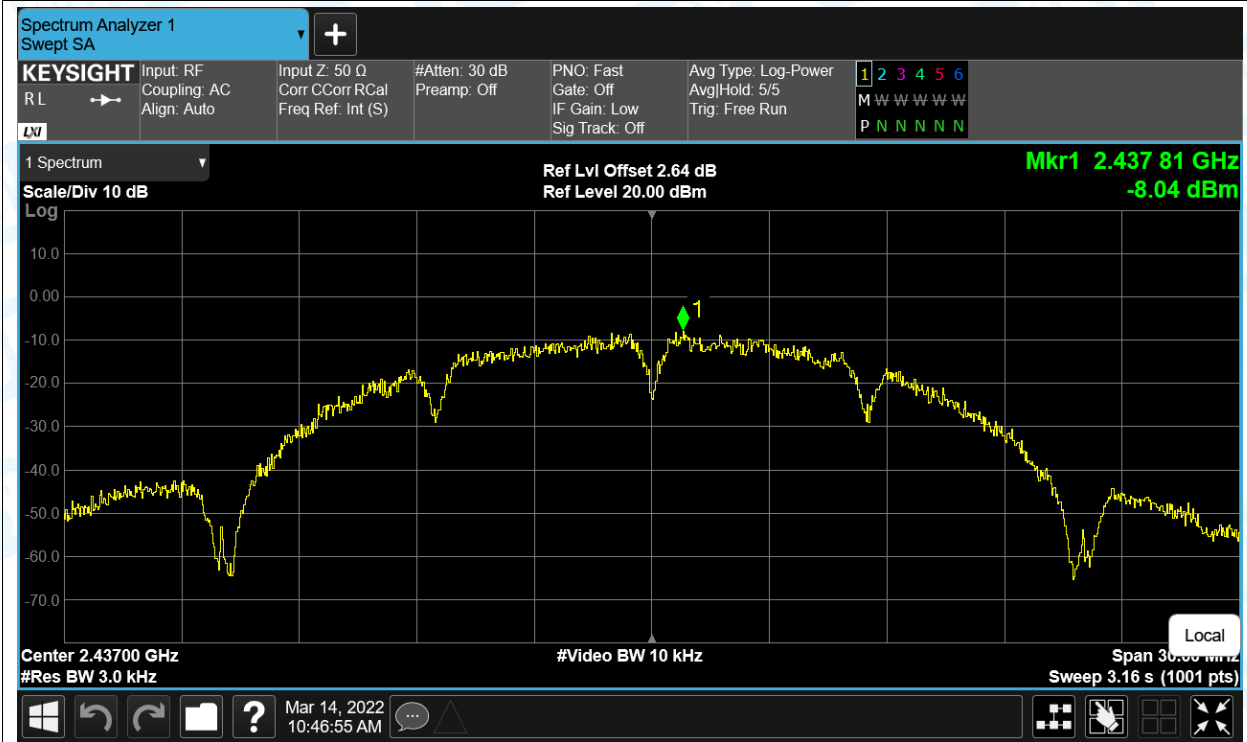 Spectrum Analyzer 1
Swept SA
KEYSIGHT
R L
LXI
Input: RF
Coupling: AC
Align: Auto
Input Z: 50 Ω
Corr CCorr RCal
Freq Ref: Int (S)
#Atten: 30 dB
Preamp: Off
PNO: Fast
Gate: Off
IF Gain: Low
Sig Track: Off
Avg Type: Log-Power
Avg|Hold: 5/5
Trig: Free Run
1 2 3 4 5 6
M W W W W W
P N N N N N
1 Spectrum
Scale/Div 10 dB
Log
Ref Lvl Offset 2.64 dB
Ref Level 20.00 dBm
Mkr1 2.437 81 GHz
-8.04 dBm
10.0
0.00
-10.0
-20.0
-30.0
-40.0
-50.0
-60.0
-70.0
1
Local
Center 2.43700 GHz
#Video BW 10 kHz
Span 30.00 MHz
#Res BW 3.0 kHz
Sweep 3.16 s (1001 pts)
?
Mar 14, 2022
10:46:55 AM